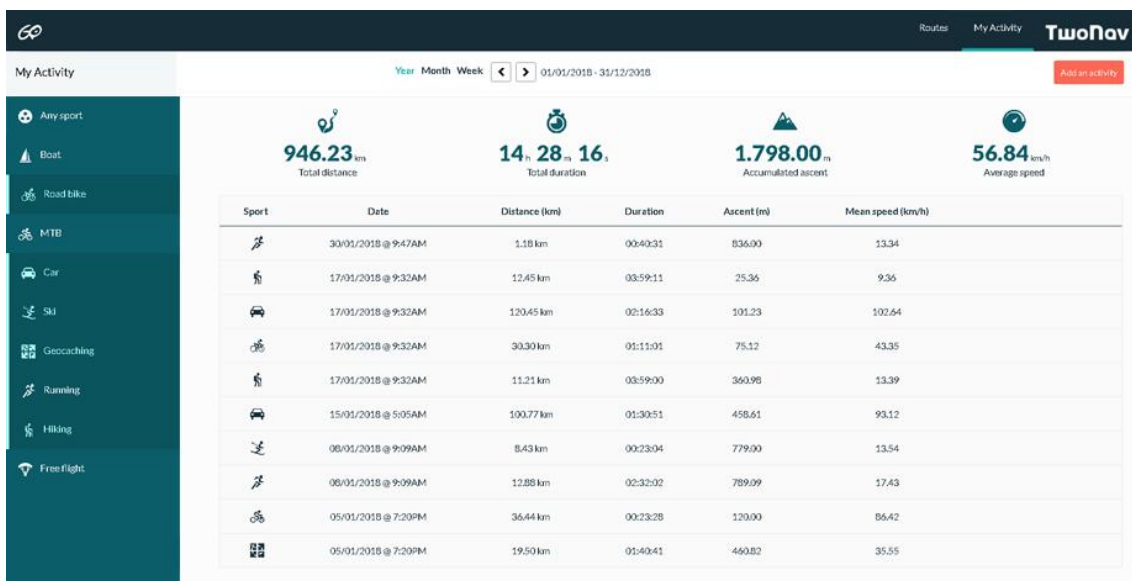 GO Routes My Activity TwoNav
My Activity Year Month Week 01/01/2018 - 31/12/2018 Add an activity
Any sport
Boat
Road bike
MTB
Car
Ski
Geocaching
Running
Hiking
Free flight
946.23 km 14 h 28 m 16 s 1.798.00 m 56.84 km/h
Total distance Total duration Accumulated ascent Average speed
Sport Date Distance (km) Duration Ascent (m) Mean speed (km/h)
30/01/2018 @ 9:47AM 1.18 km 00:40:31 836.00 13.34
17/01/2018 @ 9:32AM 12.45 km 03:59:11 25.36 9.36
17/01/2018 @ 9:32AM 120.45 km 02:16:33 101.23 102.64
17/01/2018 @ 9:32AM 30.30 km 01:11:01 75.12 43.35
17/01/2018 @ 9:32AM 11.21 km 03:59:00 360.98 13.39
15/01/2018 @ 5:05AM 100.77 km 01:30:51 458.61 93.12
08/01/2018 @ 9:09AM 8.43 km 00:23:04 779.00 13.54
08/01/2018 @ 9:09AM 12.88 km 02:32:02 789.09 17.43
05/01/2018 @ 7:20PM 36.44 km 00:23:28 120.00 86.42
05/01/2018 @ 7:20PM 19.50 km 01:40:41 460.82 35.55